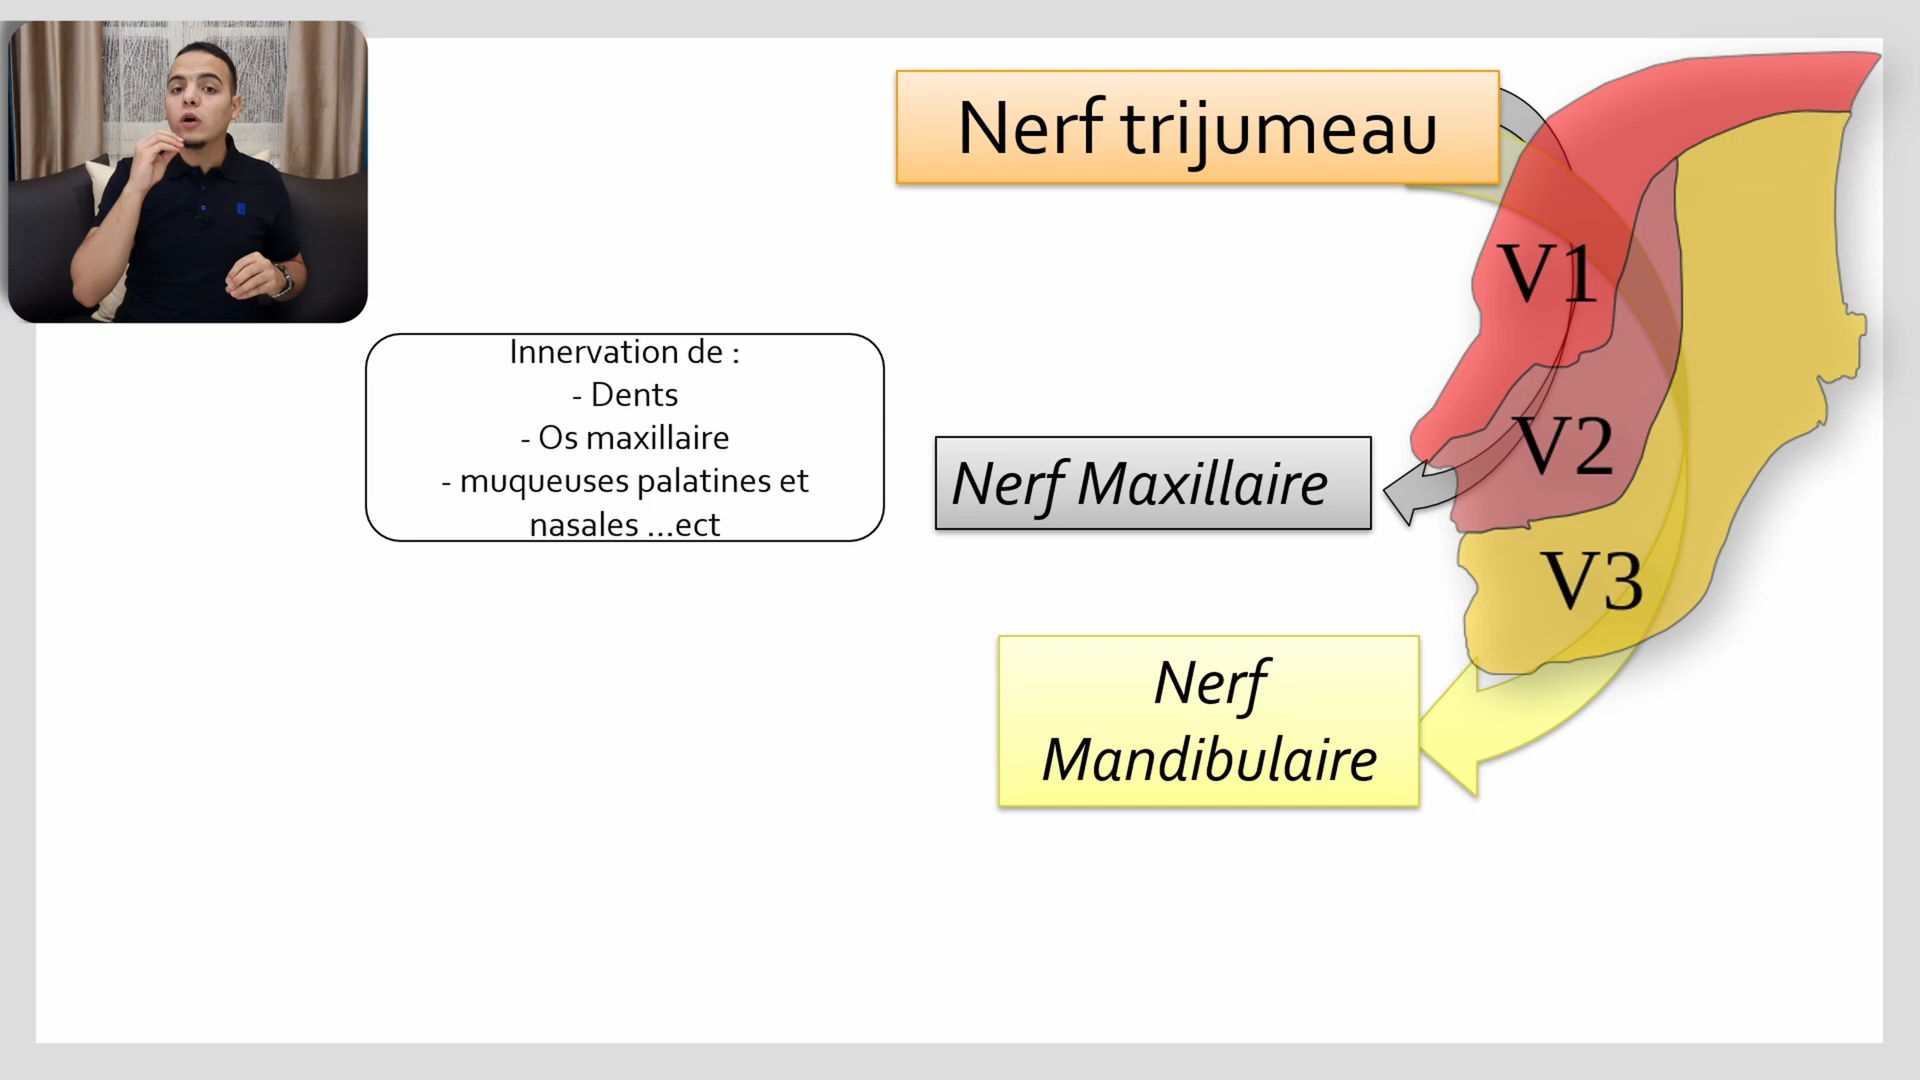 Nerf trijumeau
V1
Innervation de :
- Dents
- Os maxillaire
- muqueuses palatines et
nasales ...ect
Nerf Maxillaire
V2
V3
Nerf
Mandibulaire